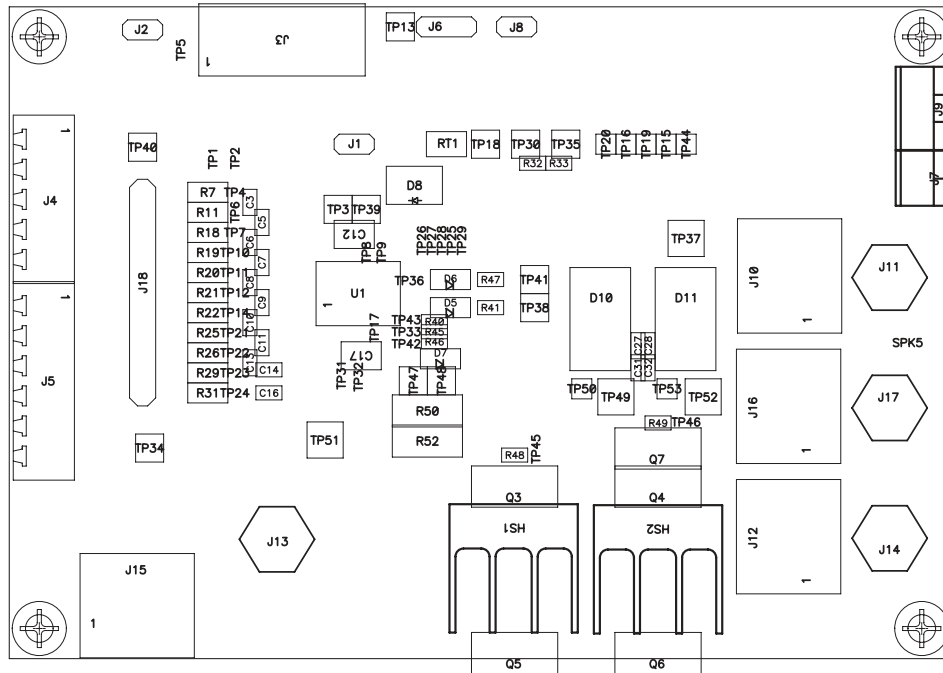 J2
TP5
J3
1
TP13
J6
J8
J9
J7
1
J4
TP40
TP1
TP2
J1
RT1
TP18
TP30
TP35
R32
R33
TP20
TP16
TP19
TP15
TP44
D8
R7
TP4
C3
R11
TP6
C5
R18
TP7
C6
R19
TP10
C7
R20
TP11
C8
R21
TP12
C9
R22
TP14
C10
R25
TP21
C11
R26
TP22
C13
R29
TP23
C14
R31
TP24
C16
J18
TP3
TP39
C12
TP8
TP9
TP26
TP27
TP28
TP25
TP29
TP37
TP36
D6
R47
TP41
U1
1
D5
R41
TP38
TP17
TP43
R40
TP33
R45
TP42
R46
C17
D7
TP31
TP32
TP47
TP48
R50
R52
D10
D11
C27
C28
C31
C32
TP50
TP49
TP53
TP52
J10
1
J11
SPK5
J5
1
TP34
TP51
R49
TP46
R48
TP45
Q7
Q3
Q4
J16
1
J17
HS1
HS2
J12
1
J14
J13
J15
1
Q5
Q6